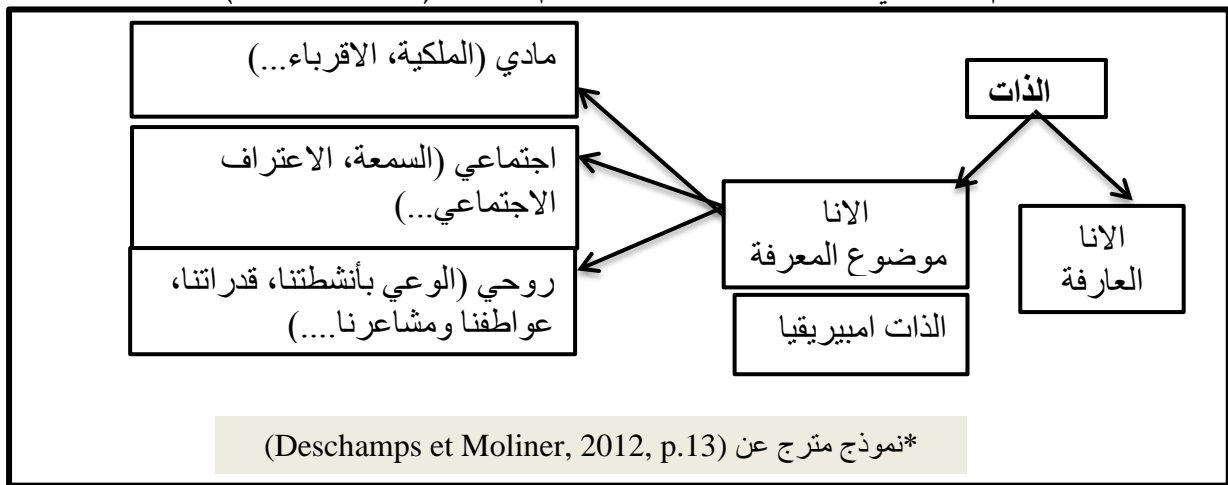 الذات
الانا
العارفة
الانا
موضوع المعرفة
الذات امبيريقيا
مادي (الملكية، الاقرباء...)
اجتماعي (السمعة، الاعتراف
الاجتماعي...)
روحي (الوعي بأنشطتنا، قدراتنا،
عواطفنا ومشاعرنا....)
*نموذج مترج عن (Deschamps et Moliner, 2012, p.13)